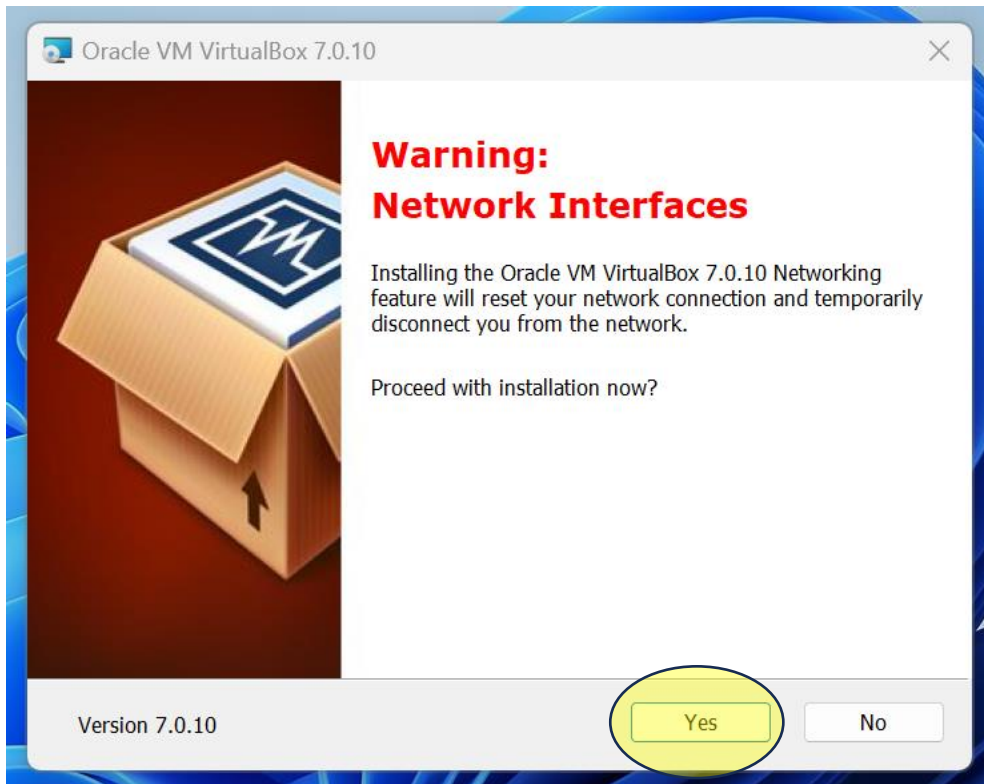 Oracle VM VirtualBox 7.0.10
Warning:
Network Interfaces
Installing the Oracle VM VirtualBox 7.0.10 Networking
feature will reset your network connection and temporarily
disconnect you from the network.
Proceed with installation now?
Version 7.0.10
Yes
No